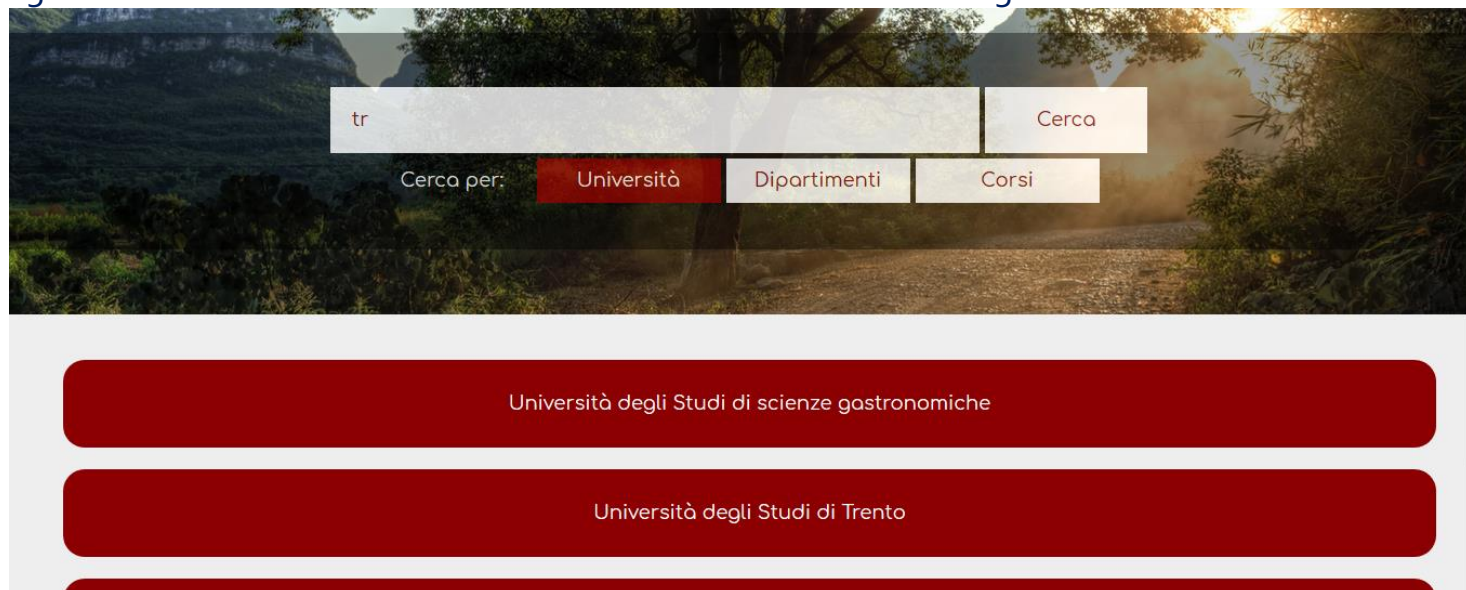 tr
Cerca
Cerca per:
Università
Dipartimenti
Corsi
Università degli Studi di scienze gastronomiche
Università degli Studi di Trento